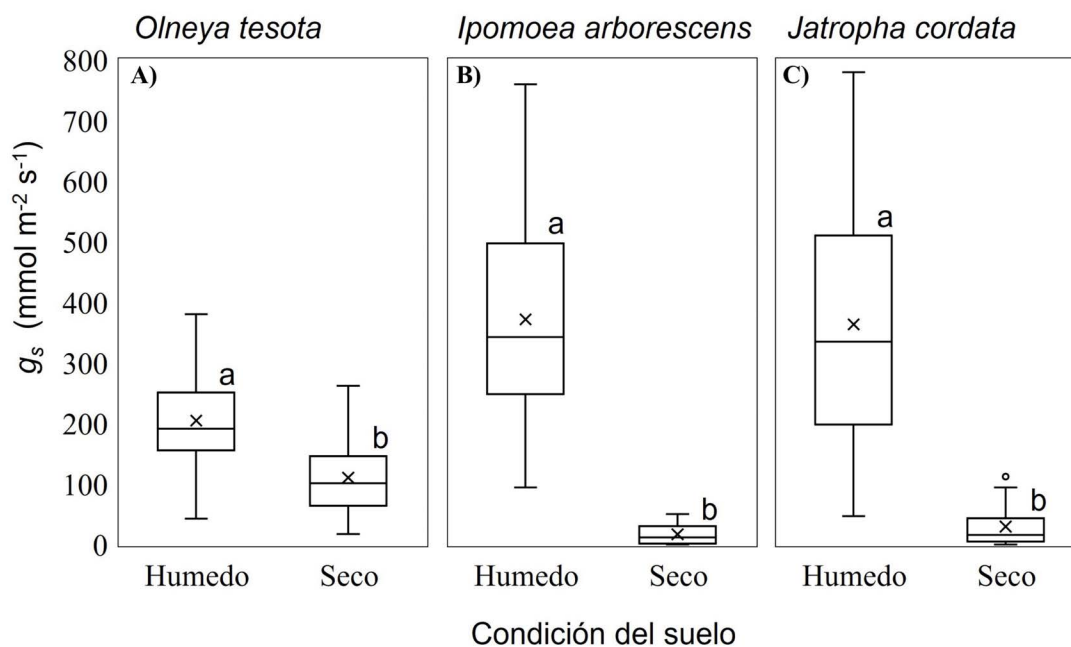 Olneya tesota
Ipomoea arborescens
Jatropha cordata
A)
B)
C)
800
700
600
500
400
300
200
100
0
gs (mmol m-2 s-1)
a
b
a
b
a
b
Humedo
Seco
Humedo
Seco
Humedo
Seco
Condición del suelo